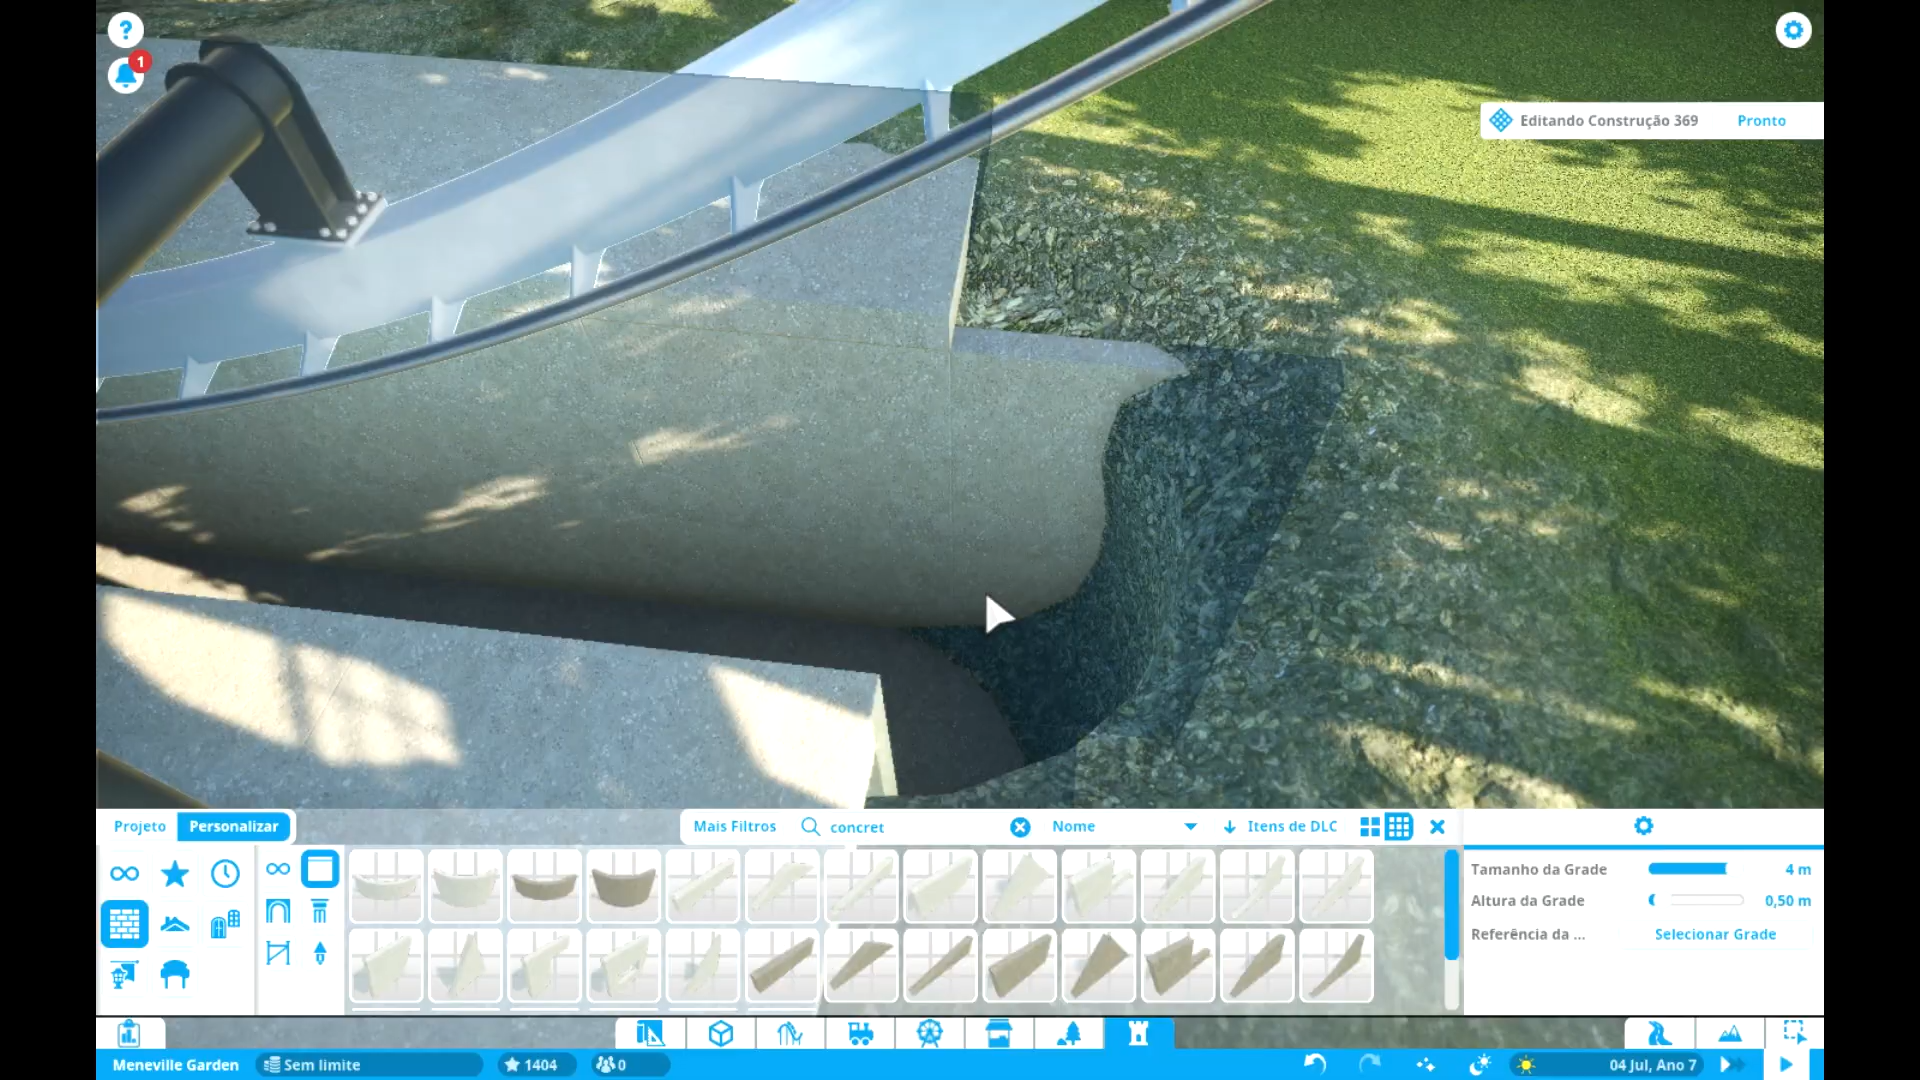 ?
1
Editando Construção 369 Pronto
Projeto Personalizar
Mais Filtros concret Nome Itens de DLC
Tamanho da Grade 4 m
Altura da Grade 0,50 m
Referência da ... Selecionar Grade
Meneville Garden Sem limite 1404 0 04 Jul, Ano 7